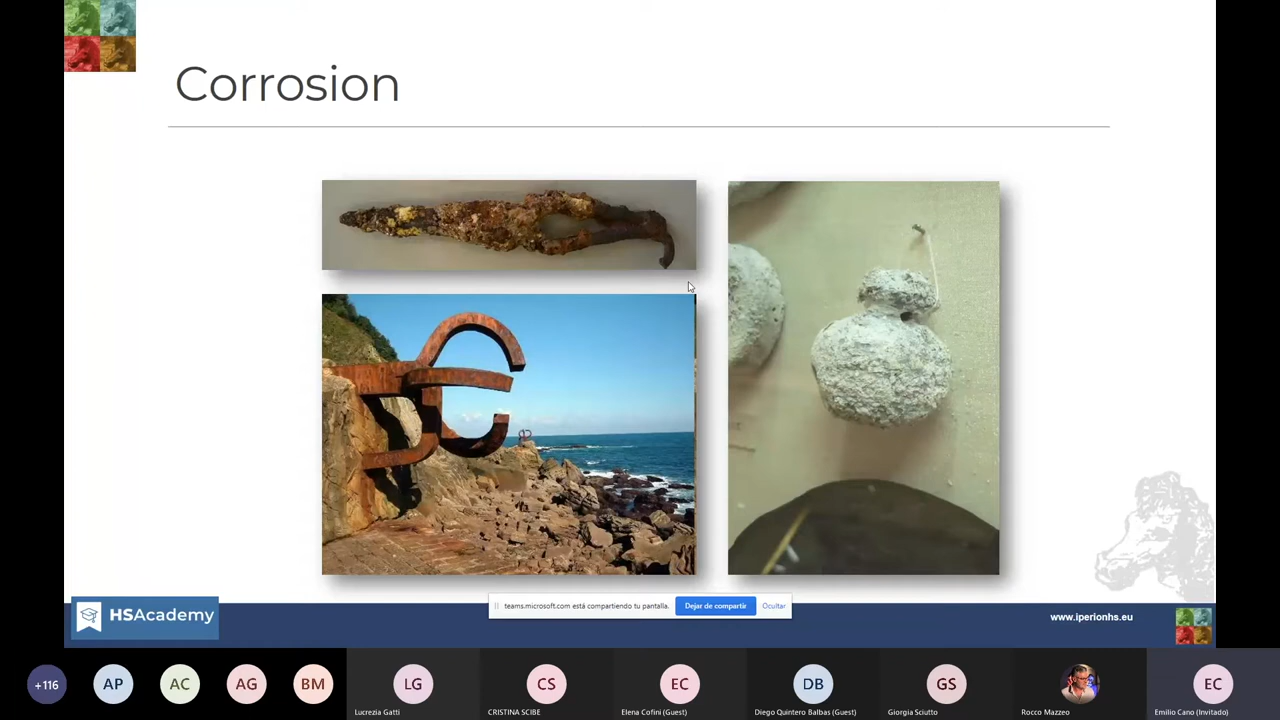 Corrosion
teams.microsoft.com está compartiendo tu pantalla.
Dejar de compartir
Ocultar
HSAcademy
www.iperionhs.eu
+116
AP
AC
AG
BM
LG
CS
EC
DB
GS
EC
Lucrezia Gatti
CRISTINA SCIBE
Elena Cofini (Guest)
Diego Quintero Balbas (Guest)
Giorgia Sciutto
Rocco Mazzeo
Emilio Cano (Invitado)